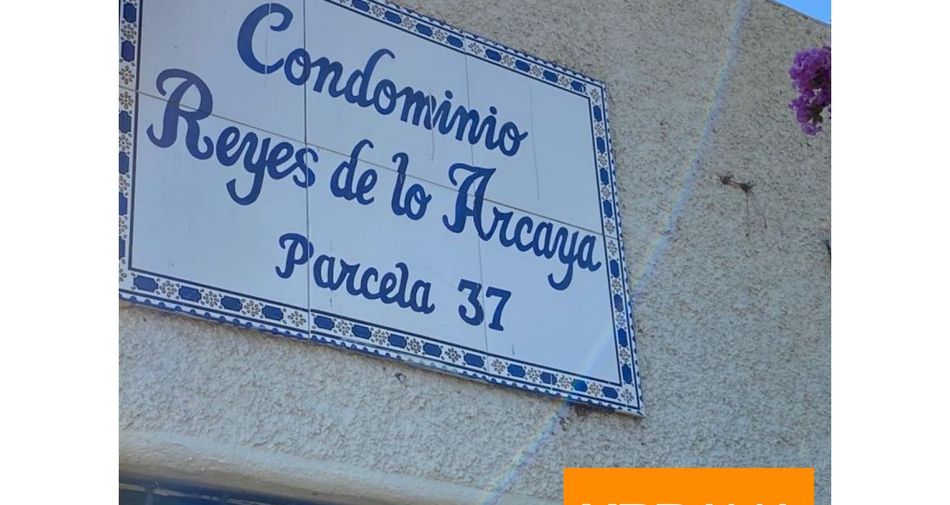 Condominio
Reyes de lo Arcaya
Parcela 37